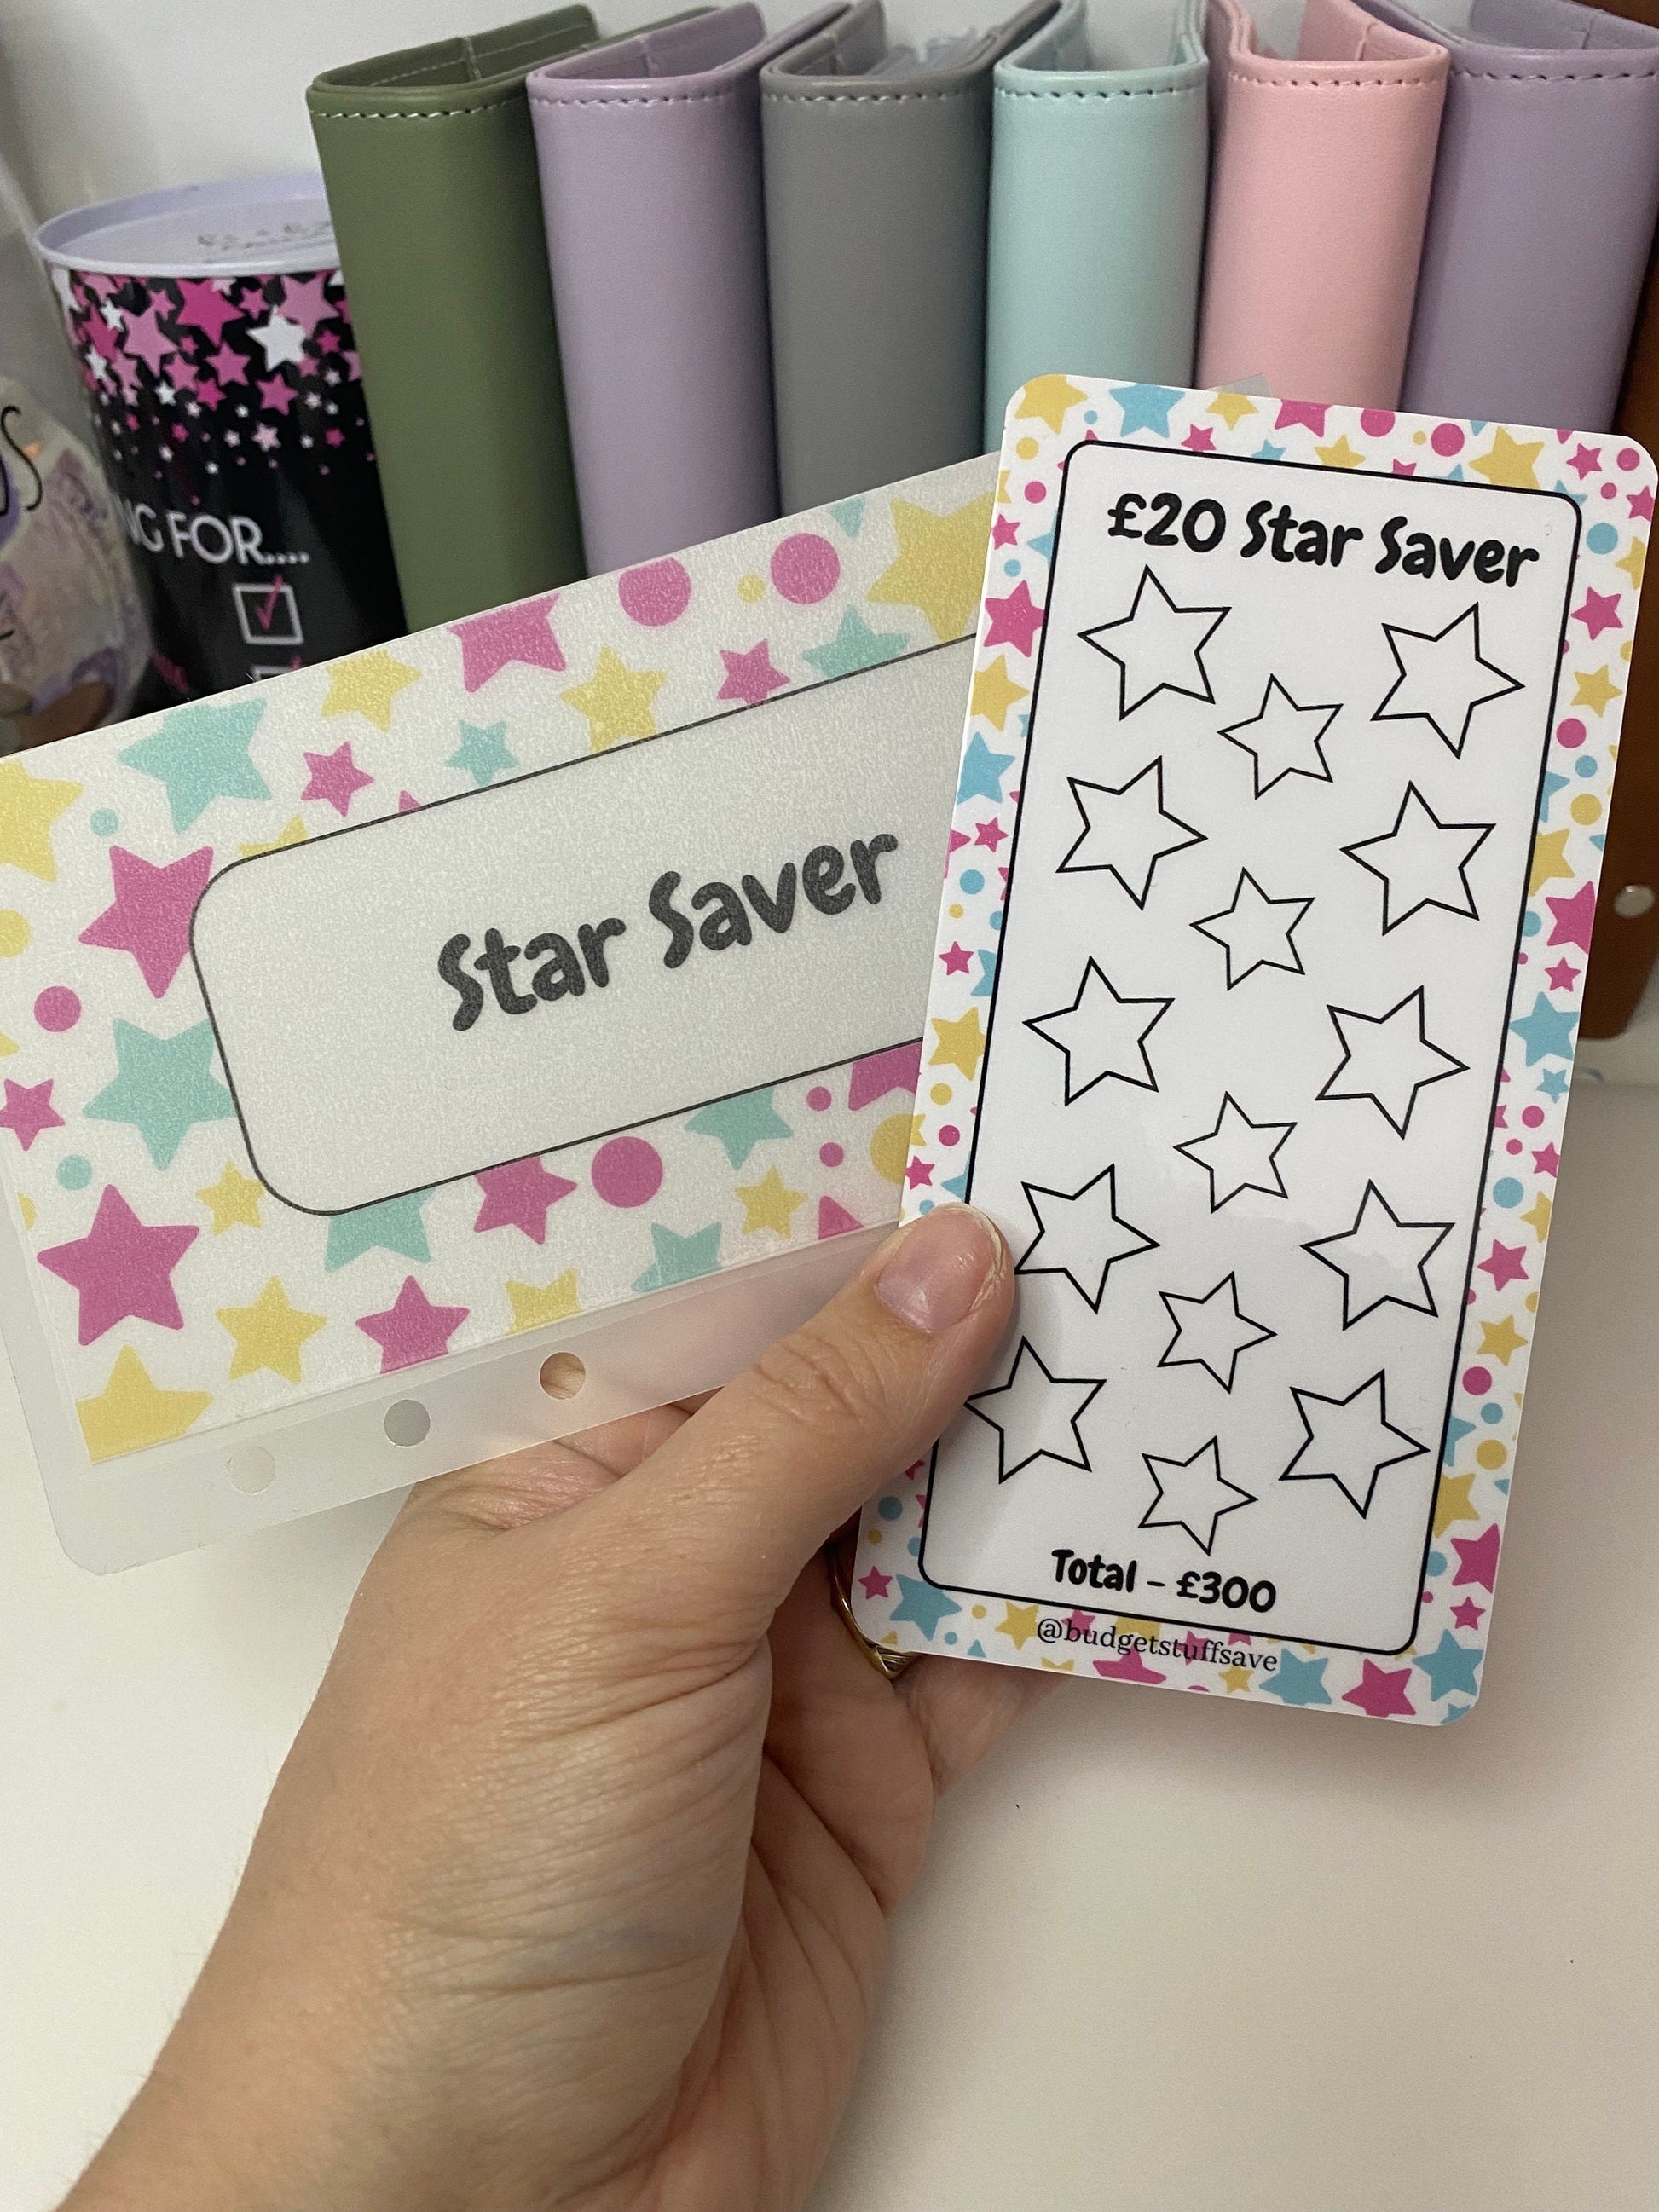 NG FOR....
Star Saver
£20 Star Saver
Total - £300
@budgetstuffsave